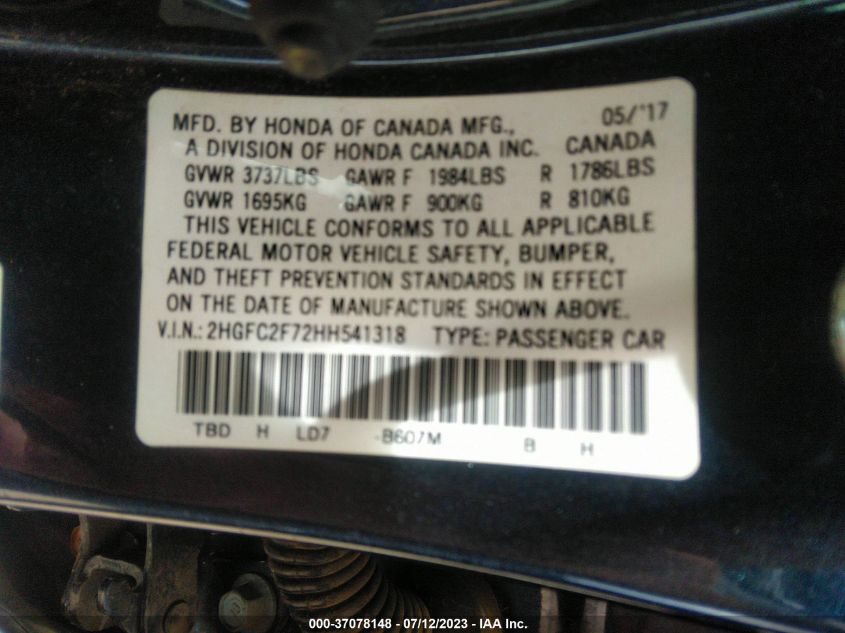 05/'17
MFD. BY HONDA OF CANADA MFG.,
A DIVISION OF HONDA CANADA INC. CANADA
GVWR 3737LBS GAWR F 1984LBS R 1786LBS
GVWR 1695KG GAWR F 900KG R 810KG
THIS VEHICLE CONFORMS TO ALL APPLICABLE
FEDERAL MOTOR VEHICLE SAFETY, BUMPER,
AND THEFT PREVENTION STANDARDS IN EFFECT
ON THE DATE OF MANUFACTURE SHOWN ABOVE.
V.I.N.: 2HGFC2F72HH541318 TYPE: PASSENGER CAR
TBD H LD7 -B607M B H
000-37078148 - 07/12/2023 - IAA Inc.